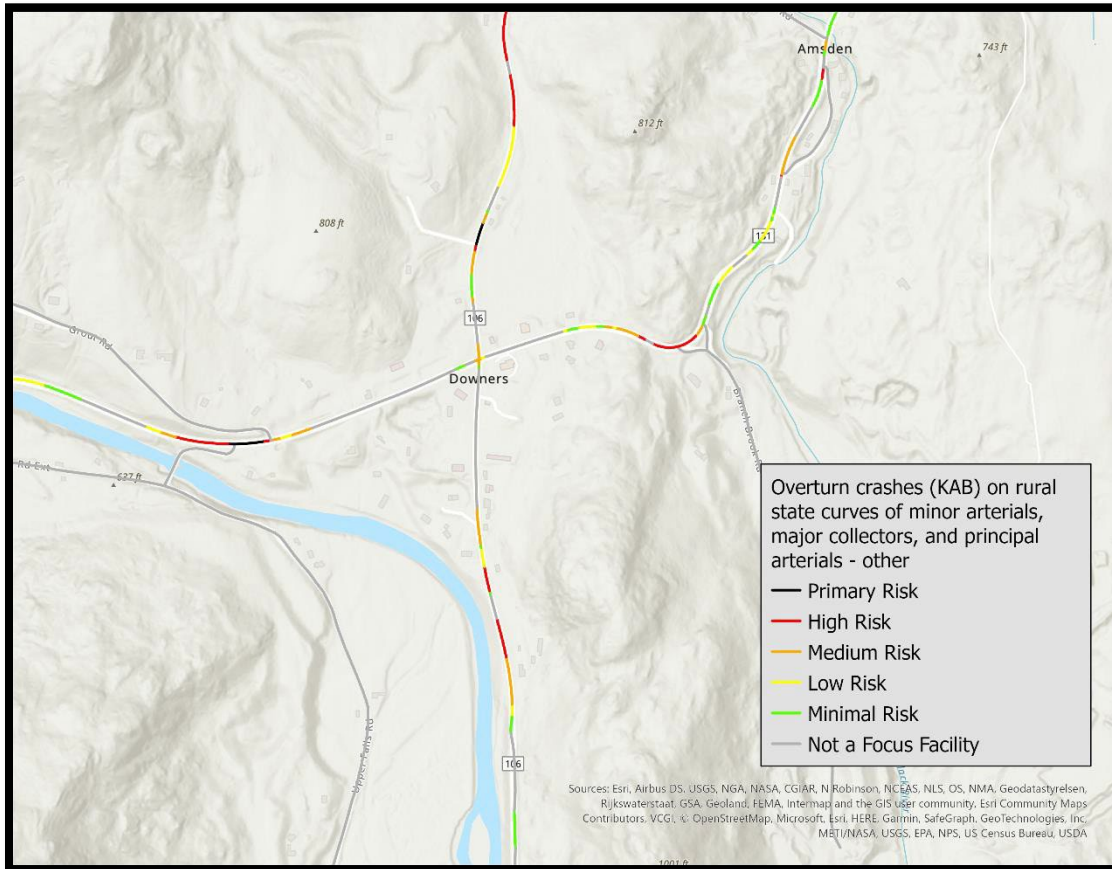 Amsden
743 ft
812 ft
808 ft
131
106
Grout Rd
Downers
Branch Brook Rd
Rd Ext
637 ft
Upper Falls Rd
106
Overturn crashes (KAB) on rural
state curves of minor arterials,
major collectors, and principal
arterials - other
Primary Risk
High Risk
Medium Risk
Low Risk
Minimal Risk
Not a Focus Facility
Sources: Esri, Airbus DS, USGS, NGA, NASA, CGIAR, N Robinson, NCEAS, NLS, OS, NMA, Geodatastyrelsen,
Rijkswaterstaat, GSA, Geoland, FEMA, Intermap and the GIS user community, Esri Community Maps
Contributors, VCGI, © OpenStreetMap, Microsoft, Esri, HERE, Garmin, SafeGraph, GeoTechnologies, Inc,
METI/NASA, USGS, EPA, NPS, US Census Bureau, USDA
1001 ft